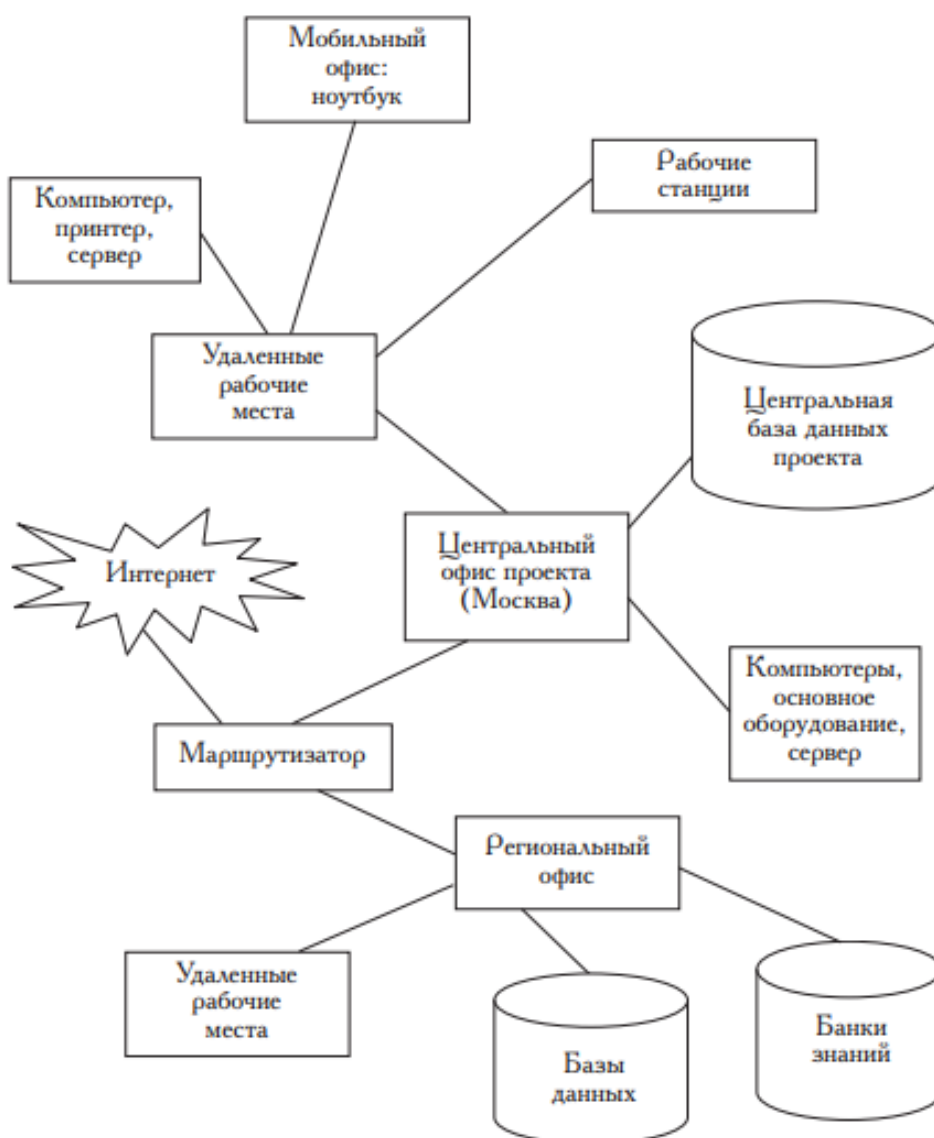 Мобильный
офис:
ноутбук
Рабочие
станции
Компьютер,
принтер,
сервер
Удаленные
рабочие
места
Центральная
база данных
проекта
Интернет
Центральный
офис проекта
(Москва)
Компьютеры,
основное
оборудование,
сервер
Маршрутизатор
Региональный
офис
Удаленные
рабочие
места
Базы
данных
Банки
знаний